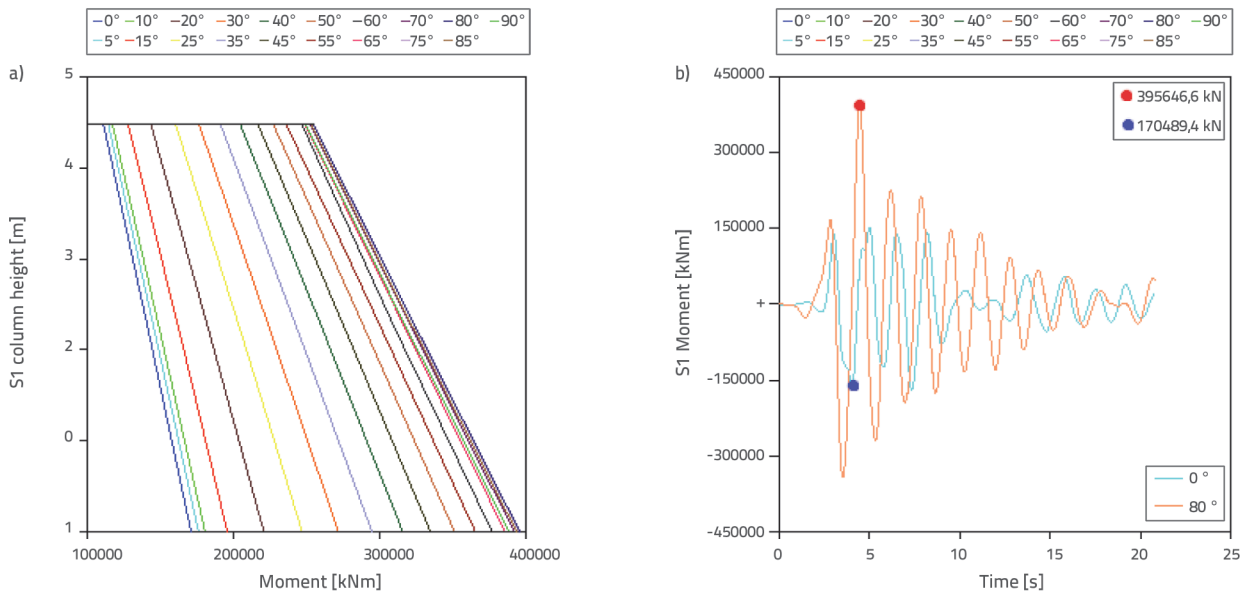 0° 10° 20° 30° 40° 50° 60° 70° 80° 90°
5° 15° 25° 35° 45° 55° 65° 75° 85°
a)
S1 column height [m]
5
4
3
2
0
1
100000 200000 300000 400000
Moment [kNm]
0° 10° 20° 30° 40° 50° 60° 70° 80° 90°
5° 15° 25° 35° 45° 55° 65° 75° 85°
b)
S1 Moment [kNm]
450000
300000
150000
+
-150000
-300000
-450000
395646,6 kN
170489,4 kN
0 °
80 °
0 5 10 15 20 25
Time [s]